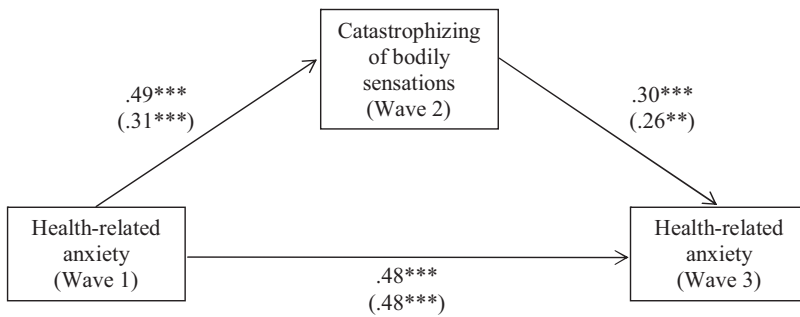 Catastrophizing
of bodily
sensations
(Wave 2)
.49***
(.31***)
.30***
(.26**)
Health-related
anxiety
(Wave 1)
Health-related
anxiety
(Wave 3)
.48***
(.48***)